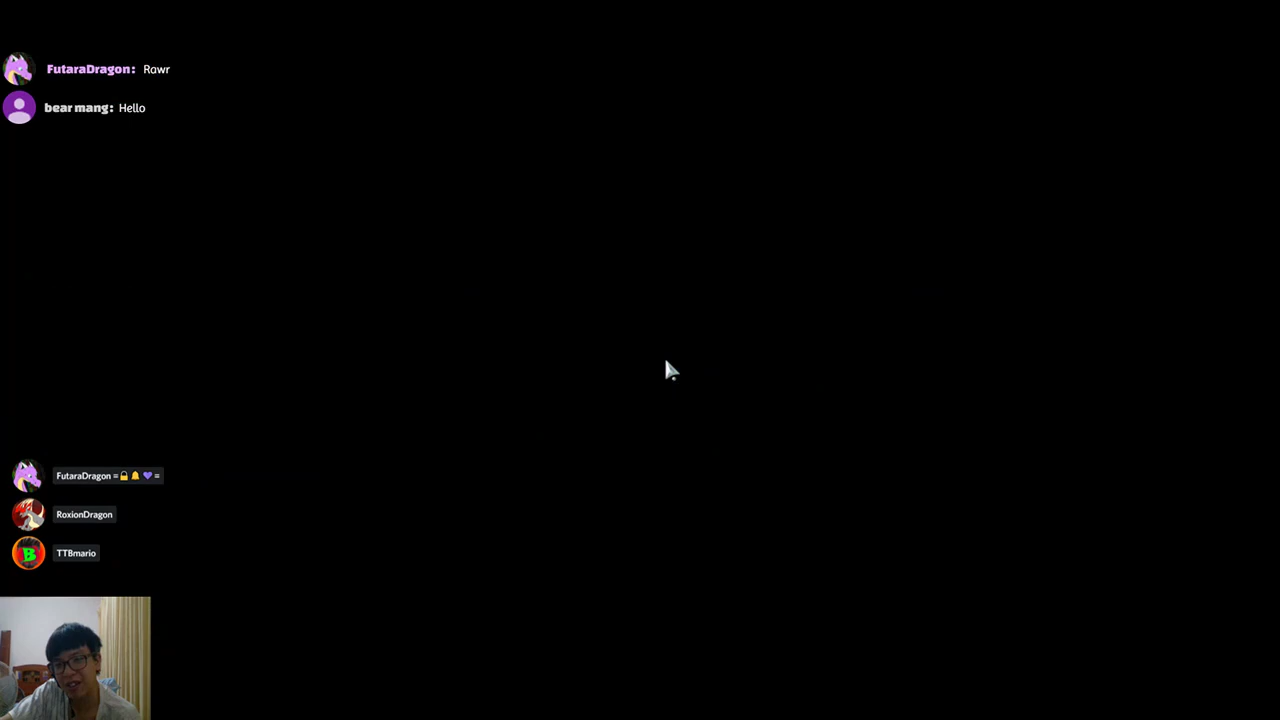 FutaraDragon: Rawr
bear mang: Hello
FutaraDragon =🔒🔔💜=
RoxionDragon
TTBmario
B